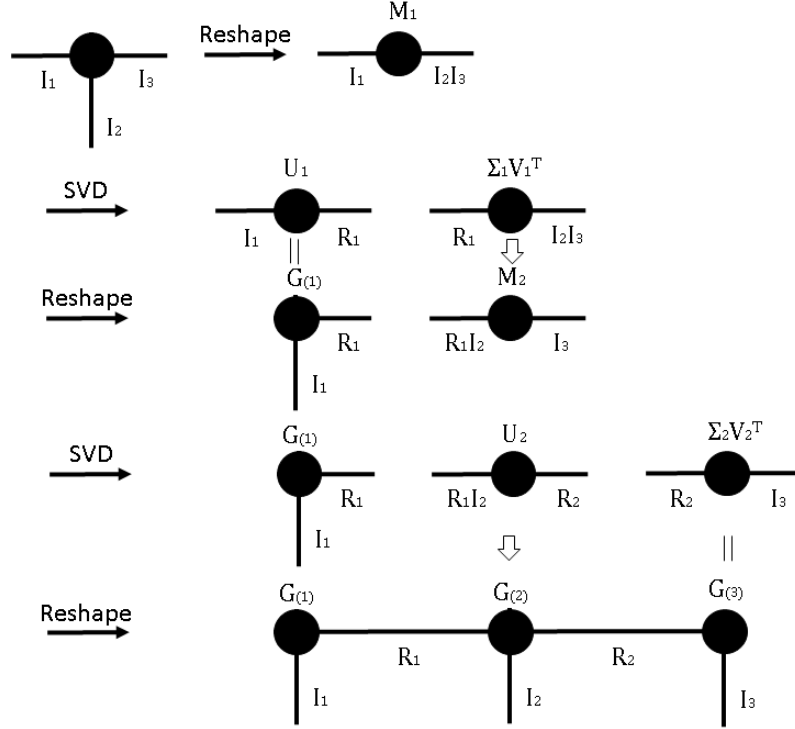 M₁
Reshape
I₁ I₃ I₁ I₂I₃
I₂
U₁ Σ₁V₁ᵀ
SVD
I₁ R₁ R₁ I₂I₃
G₍₁₎ M₂
Reshape
R₁ R₁I₂ I₃
I₁
G₍₁₎ U₂ Σ₂V₂ᵀ
SVD
R₁ R₁I₂ R₂ R₂ I₃
I₁
G₍₁₎ G₍₂₎ G₍₃₎
Reshape
R₁ R₂
I₁ I₂ I₃